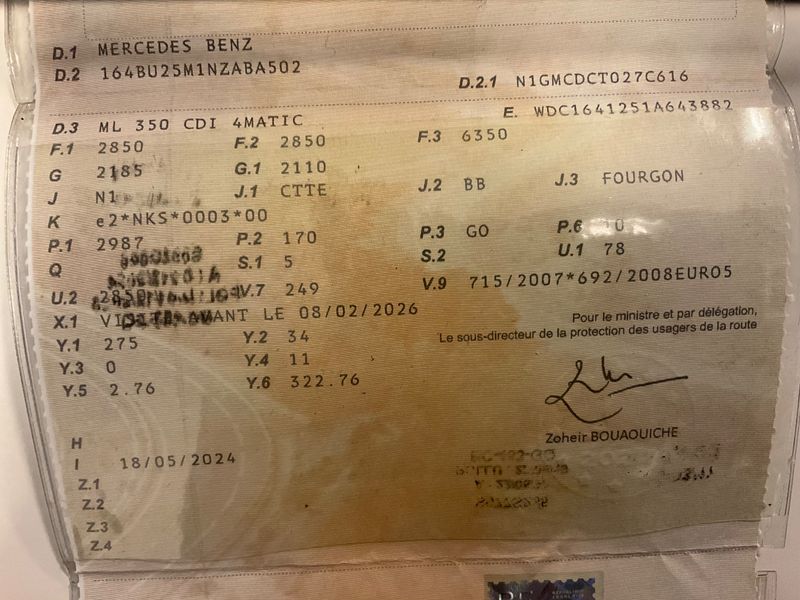 D.1 MERCEDES BENZ
D.2 164BU25M1NZABA502 D.2.1 N1GMCDCT027C616
D.3 ML 350 CDI 4MATIC E. WDC1641251A643882
F.1 2850 F.2 2850 F.3 6350
G 2185 G.1 2110
J N1 J.1 CTTE J.2 BB J.3 FOURGON
K e2*NKS*0003*00
P.1 2987 P.2 170 P.3 GO P.6
Q S.1 5 S.2 U.1 78
U.2 2850 V.7 249 V.9 715/2007*692/2008EURO5
X.1 VISITE AVANT LE 08/02/2026
Y.1 275 Y.2 34
Y.3 0 Y.4 11
Y.5 2.76 Y.6 322.76
Pour le ministre et par délégation,
Le sous-directeur de la protection des usagers de la route
Zoheir BOUAOUICHE
H
I 18/05/2024
Z.1
Z.2
Z.3
Z.4